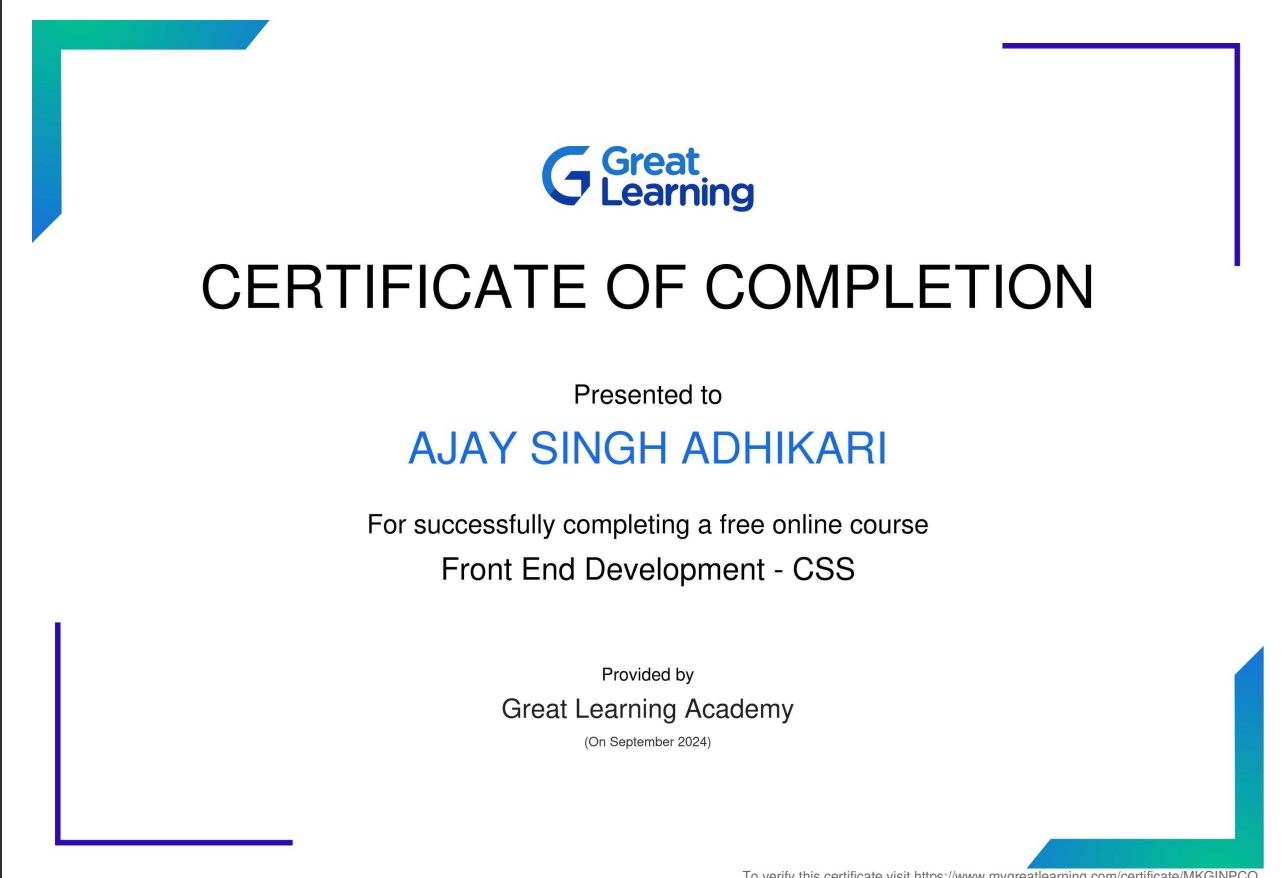 Great
Learning
CERTIFICATE OF COMPLETION
Presented to
AJAY SINGH ADHIKARI
For successfully completing a free online course
Front End Development - CSS
Provided by
Great Learning Academy
(On September 2024)
To verify this certificate visit https://www.mygreatlearning.com/certificate/MKGINPCO